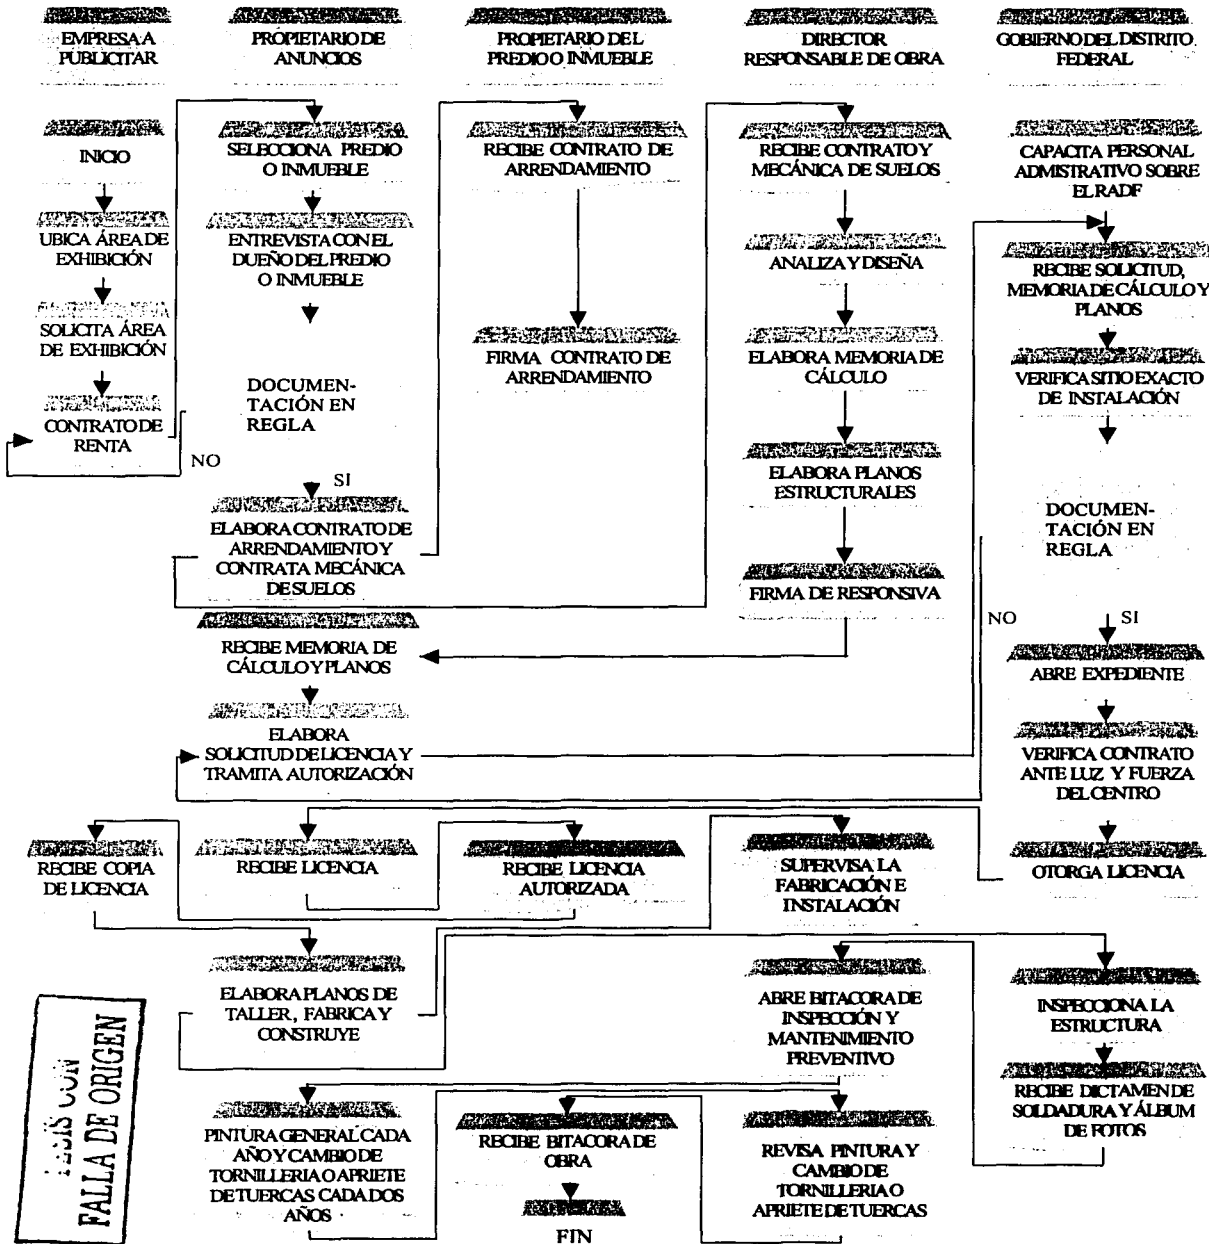 EMPRESA A
PUBLICITAR
PROPIETARIO DE
ANUNCIOS
PROPIETARIO DEL
PREDIO O INMUEBLE
DIRECTOR
RESPONSABLE DE OBRA
GOBIERNO DEL DISTRITO
FEDERAL
INICIO
UBICA ÁREA DE
EXHIBICIÓN
SOLICITA ÁREA
DE EXHIBICIÓN
CONTRATO DE
RENTA
SELECCIONA PREDIO
O INMUEBLE
ENTREVISTA CON EL
DUEÑO DEL PREDIO
O INMUEBLE
DOCUMEN-
TACIÓN EN
REGLA
NO
SI
ELABORA CONTRATO DE
ARRENDAMIENTO Y
CONTRATA MECÁNICA
DE SUELOS
RECIBE MEMORIA DE
CÁLCULO Y PLANOS
ELABORA
SOLICITUD DE LICENCIA Y
TRAMITA AUTORIZACIÓN
RECIBE CONTRATO DE
ARRENDAMIENTO
FIRMA CONTRATO DE
ARRENDAMIENTO
RECIBE CONTRATO Y
MECÁNICA DE SUELOS
ANALIZA Y DISEÑA
ELABORA MEMORIA DE
CÁLCULO
ELABORA PLANOS
ESTRUCTURALES
FIRMA DE RESPONSIVA
CAPACITA PERSONAL
ADMISTRATIVO SOBRE
EL RADF
RECIBE SOLICITUD,
MEMORIA DE CÁLCULO Y
PLANOS
VERIFICA SITIO EXACTO
DE INSTALACIÓN
DOCUMEN-
TACIÓN EN
REGLA
NO
SI
ABRE EXPEDIENTE
VERIFICA CONTRATO
ANTE LUZ Y FUERZA
DEL CENTRO
OTORGA LICENCIA
RECIBE COPIA
DE LICENCIA
RECIBE LICENCIA
RECIBE LICENCIA
AUTORIZADA
SUPERVISA LA
FABRICACIÓN E
INSTALACIÓN
ELABORA PLANOS DE
TALLER, FABRICA Y
CONSTRUYE
ABRE BITACORA DE
INSPECCIÓN Y
MANTENIMIENTO
PREVENTIVO
INSPECCIONA LA
ESTRUCTURA
RECIBE DICTAMEN DE
SOLDADURA Y ÁLBUM
DE FOTOS
PINTURA GENERAL CADA
AÑO Y CAMBIO DE
TORNILLERIA O APRIETE
DE TUERCAS CADA DOS
AÑOS
RECIBE BITACORA DE
OBRA
FIN
REVISA PINTURA Y
CAMBIO DE
TORNILLERIA O
APRIETE DE TUERCAS
TESIS CON
FALLA DE ORIGEN